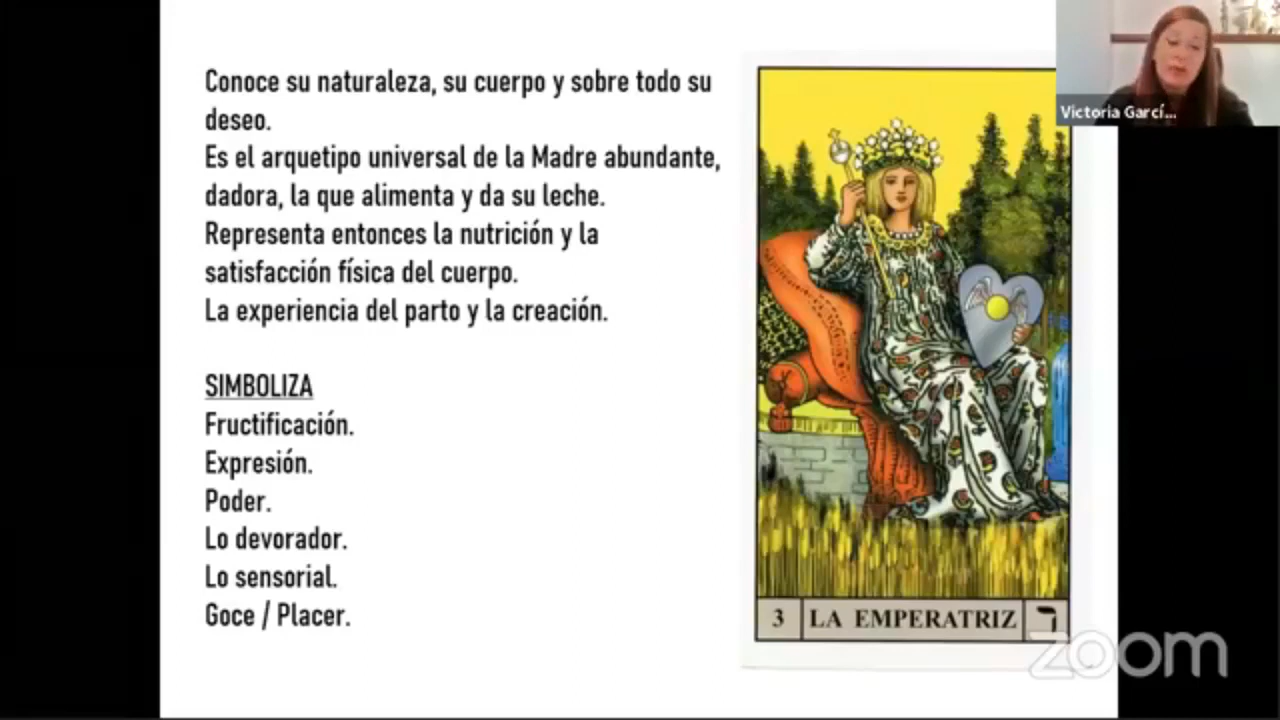 Conoce su naturaleza, su cuerpo y sobre todo su
deseo.
Es el arquetipo universal de la Madre abundante,
dadora, la que alimenta y da su leche.
Representa entonces la nutrición y la
satisfacción física del cuerpo.
La experiencia del parto y la creación.
SIMBOLIZA
Fructificación.
Expresión.
Poder.
Lo devorador.
Lo sensorial.
Goce / Placer.
Victoria Garcí...
3 LA EMPERATRIZ
zoom